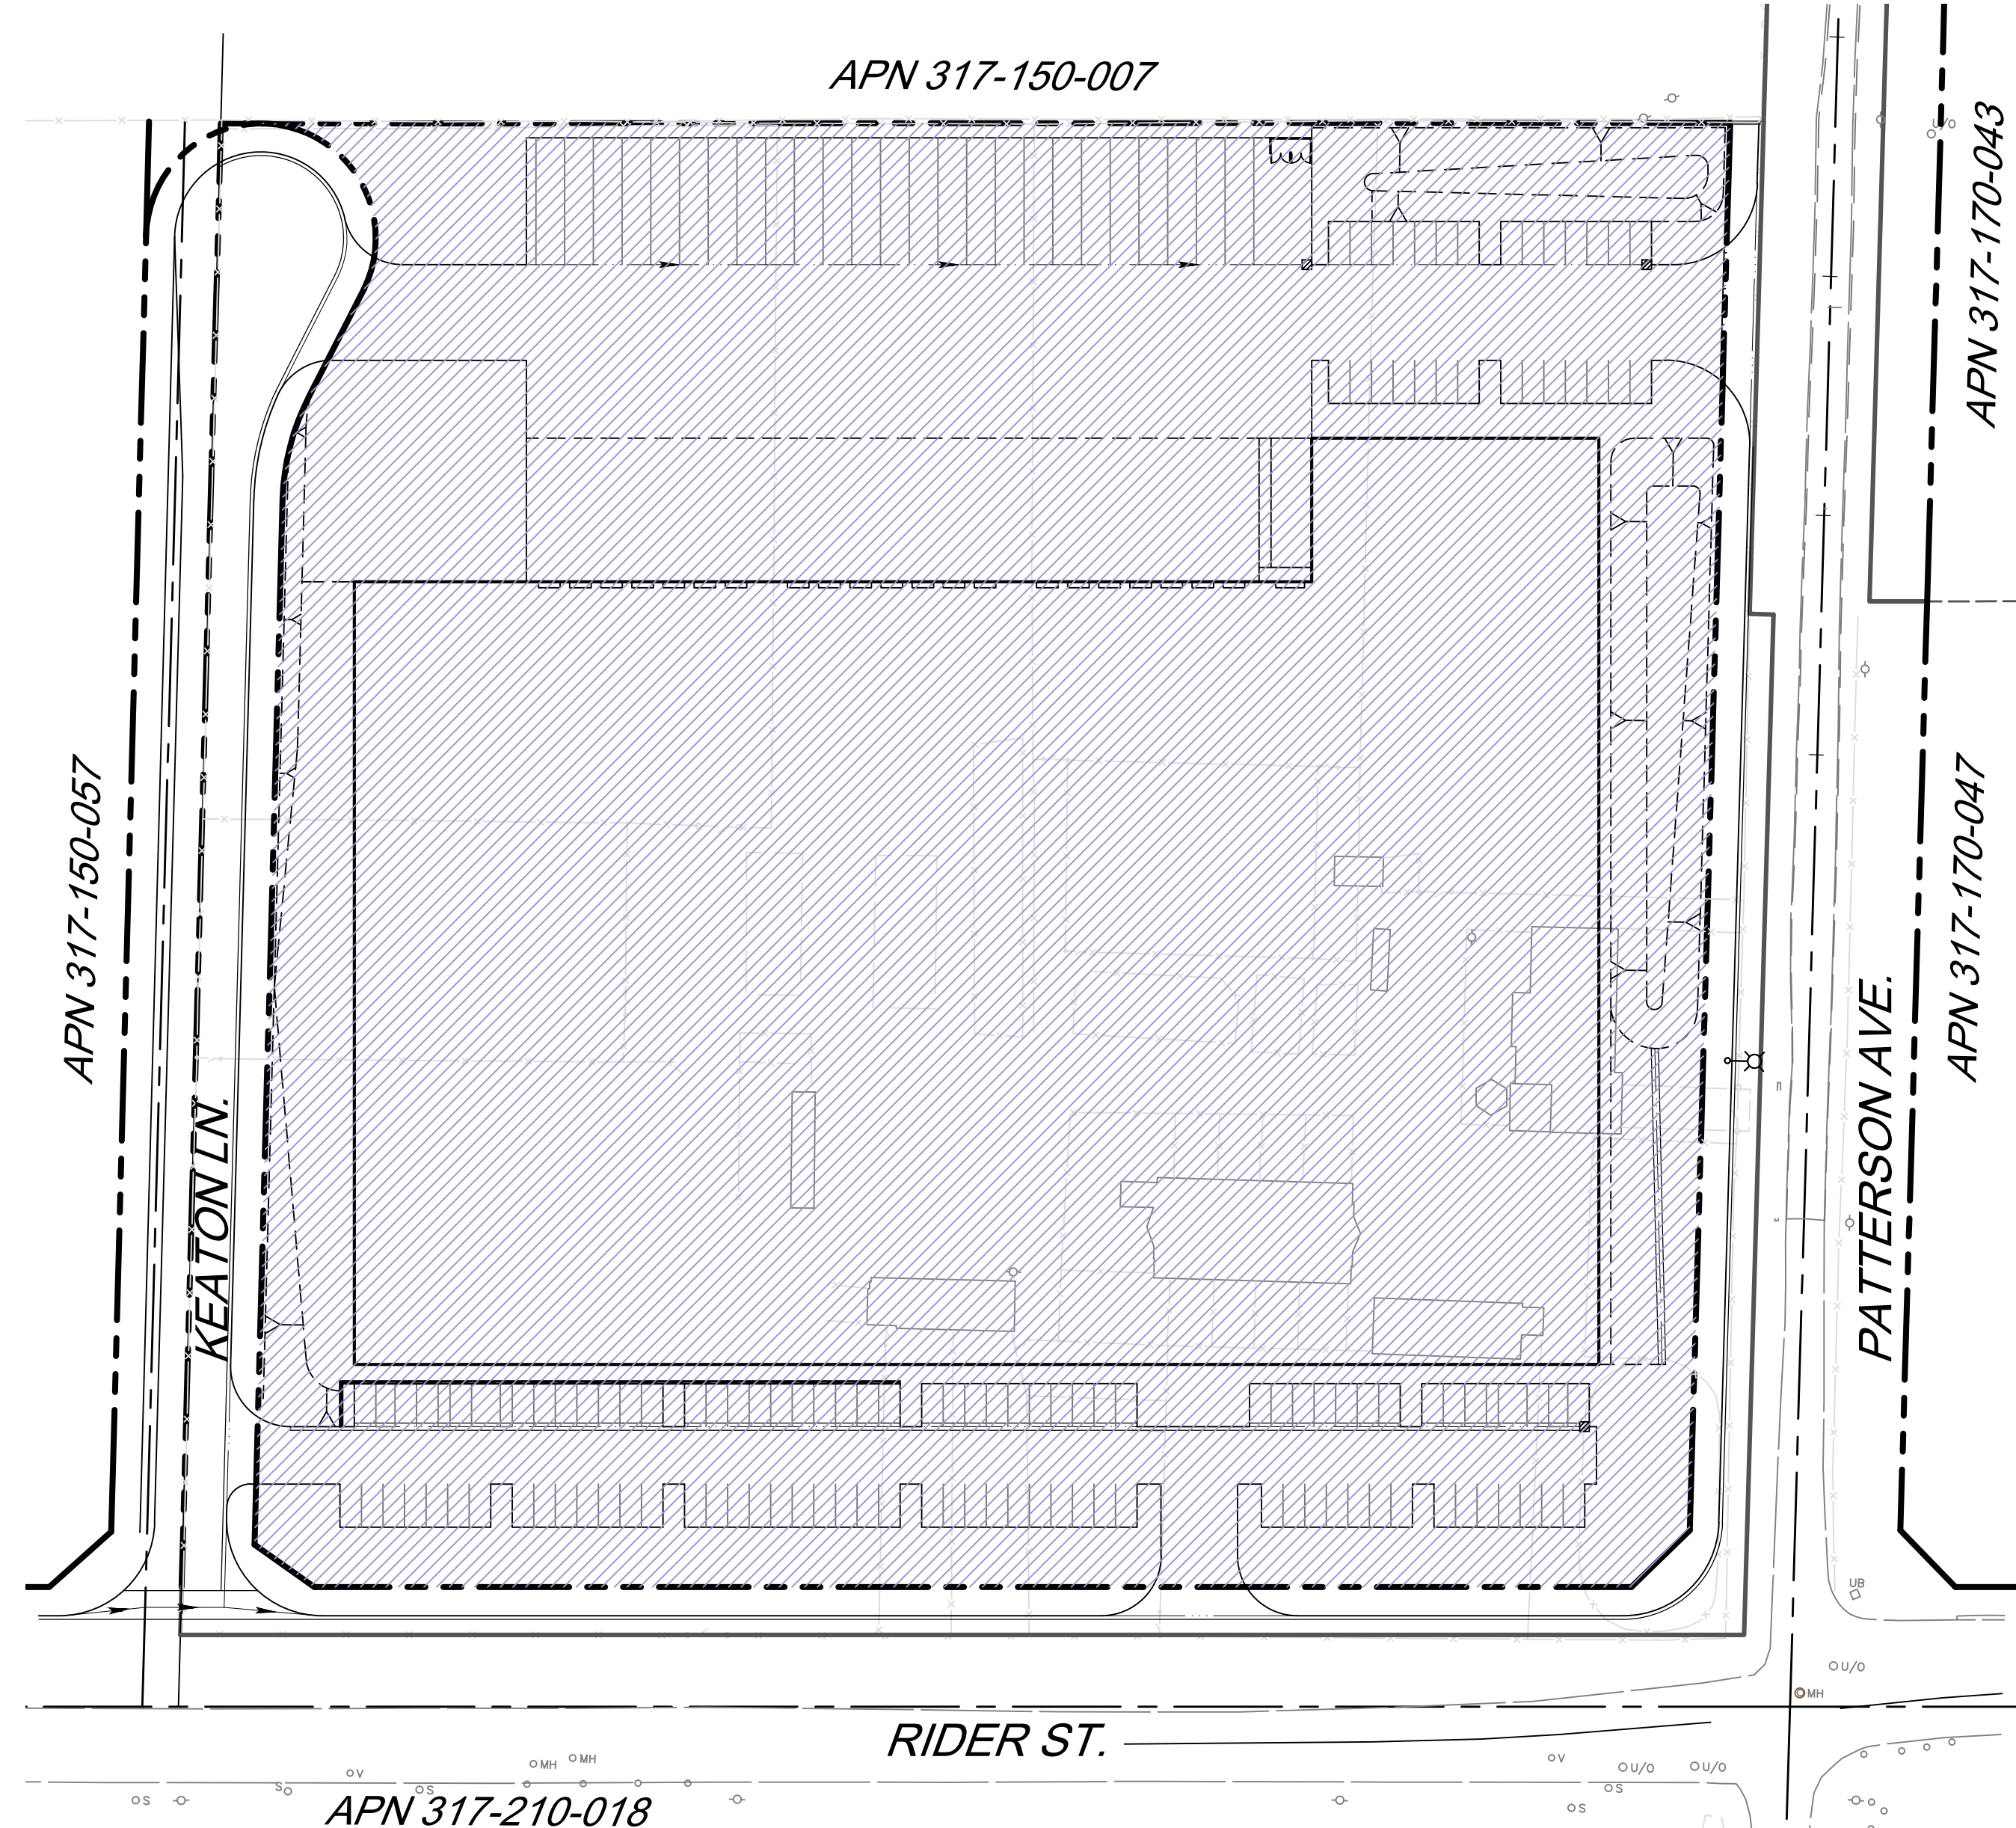 APN 317-150-007
U/O
APN 317-170-043
APN 317-150-057
APN 317-170-047
KEATON LN.
PATTERSON AVE.
UB
U/O
MH
RIDER ST.
MH
MH
V
V
U/O
U/O
S
S
S
S
S
APN 317-210-018